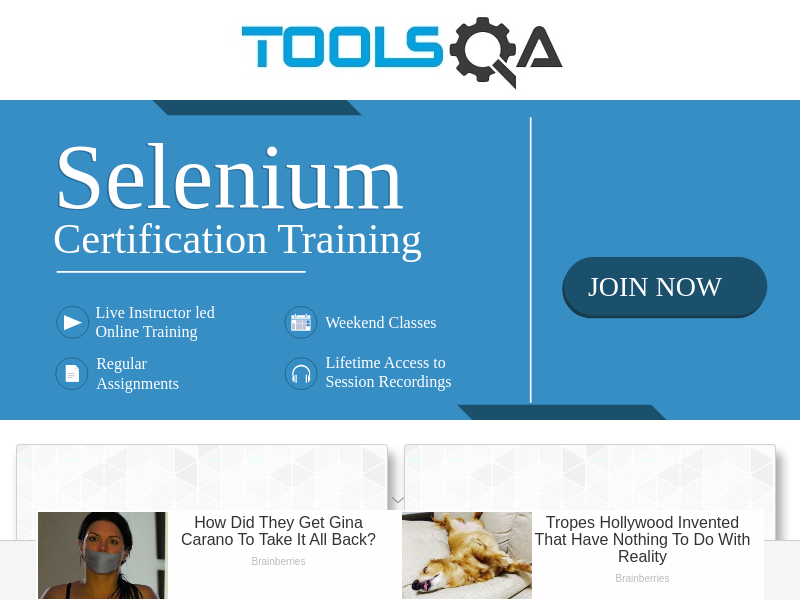 TOOLSQA
Selenium
Certification Training
JOIN NOW
Live Instructor led
Online Training
Weekend Classes
Regular
Assignments
Lifetime Access to
Session Recordings
How Did They Get Gina
Carano To Take It All Back?
Brainberries
Tropes Hollywood Invented
That Have Nothing To Do With
Reality
Brainberries